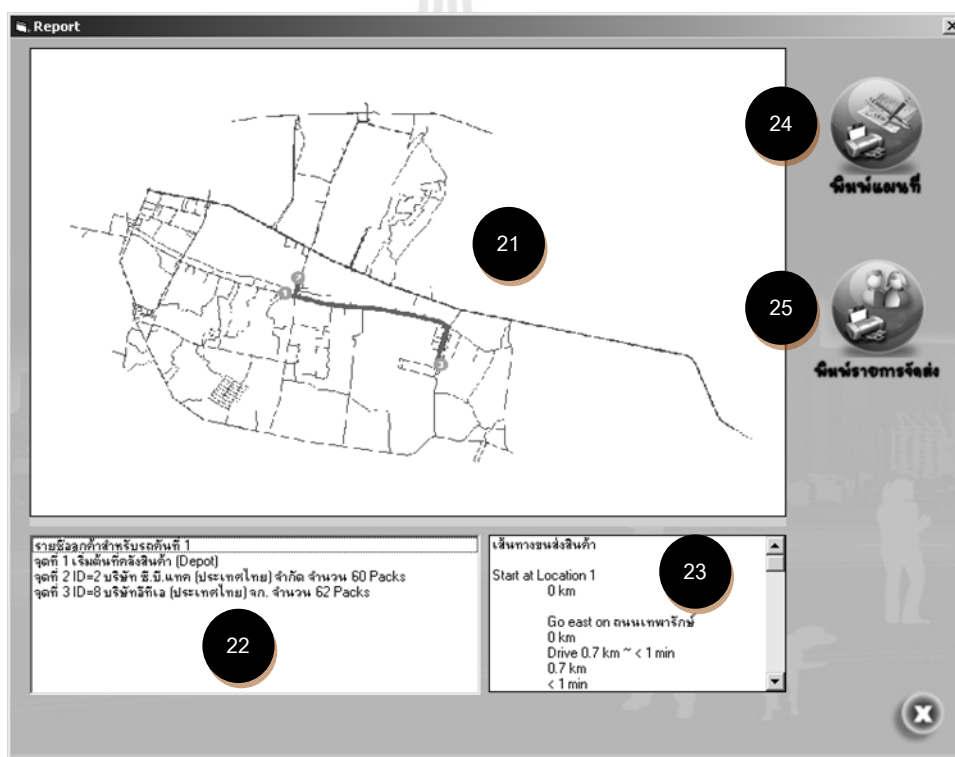 Report
24
พิมพ์แผนที่
21
25
พิมพ์รายการจัดส่ง
1
2
3
รายชื่อลูกค้าสำหรับรถคันที่ 1
จุดที่ 1 เริ่มต้นที่คลังสินค้า (Depot)
จุดที่ 2 ID=2 บริษัท ซี.บี.แทค (ประเทศไทย) จำกัด จำนวน 60 Packs
จุดที่ 3 ID=8 บริษัทอีทีเอ (ประเทศไทย) จก. จำนวน 62 Packs
22
เส้นทางขนส่งสินค้า
Start at Location 1
0 km
Go east on ถนนเทพารักษ์
0 km
Drive 0.7 km ~ < 1 min
0.7 km
< 1 min
23
X